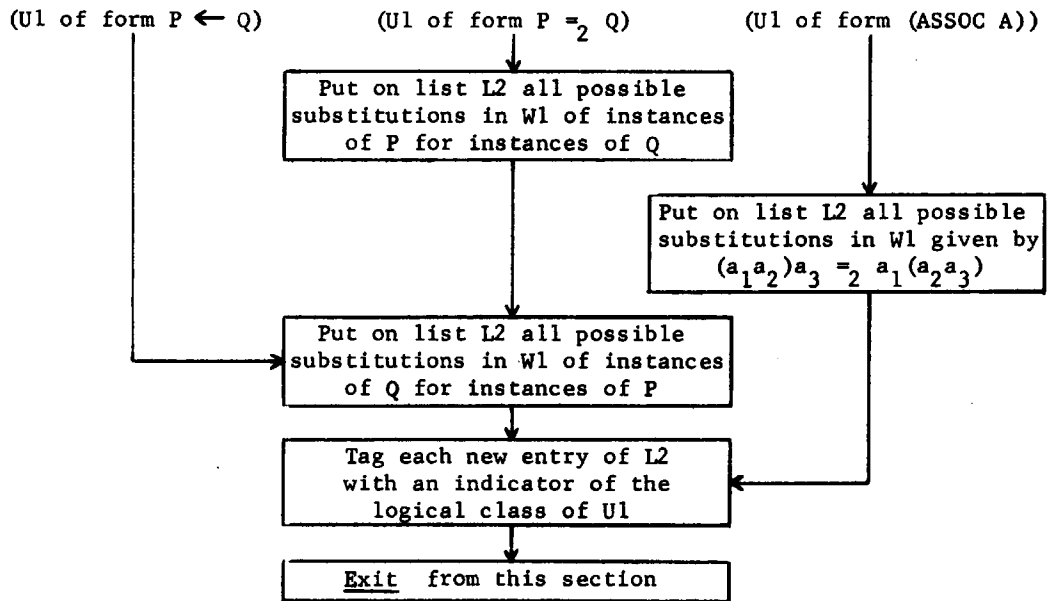 (U1 of form P ← Q) (U1 of form P =₂ Q) (U1 of form (ASSOC A))
Put on list L2 all possible
substitutions in W1 of instances
of P for instances of Q
Put on list L2 all possible
substitutions in W1 given by
(a₁a₂)a₃ =₂ a₁(a₂a₃)
Put on list L2 all possible
substitutions in W1 of instances
of Q for instances of P
Tag each new entry of L2
with an indicator of the
logical class of U1
Exit from this section